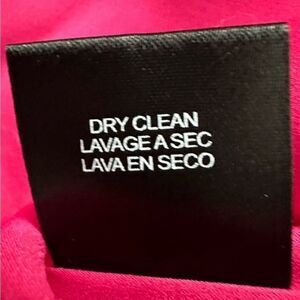 DRY CLEAN
LAVAGE A SEC
LAVA EN SECO